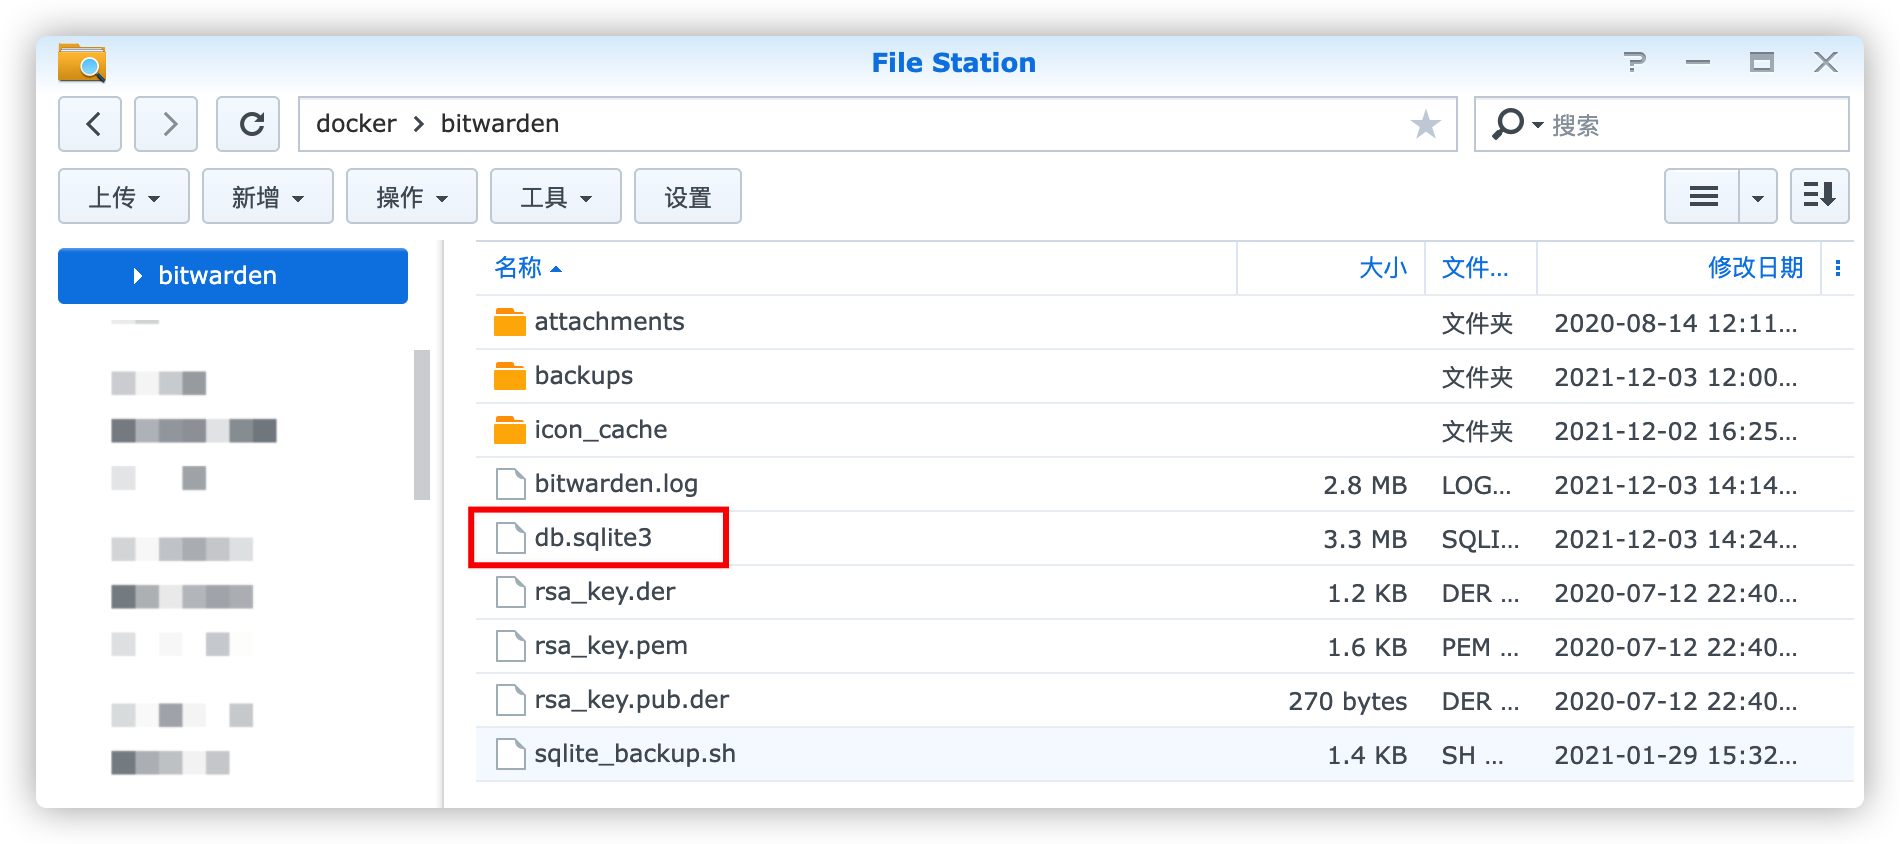 File Station
docker > bitwarden
搜索
上传 新增 操作 工具 设置
bitwarden
名称 大小 文件... 修改日期
attachments 文件夹 2020-08-14 12:11...
backups 文件夹 2021-12-03 12:00...
icon_cache 文件夹 2021-12-02 16:25...
bitwarden.log 2.8 MB LOG... 2021-12-03 14:14...
db.sqlite3 3.3 MB SQLI... 2021-12-03 14:24...
rsa_key.der 1.2 KB DER ... 2020-07-12 22:40...
rsa_key.pem 1.6 KB PEM ... 2020-07-12 22:40...
rsa_key.pub.der 270 bytes DER ... 2020-07-12 22:40...
sqlite_backup.sh 1.4 KB SH ... 2021-01-29 15:32...